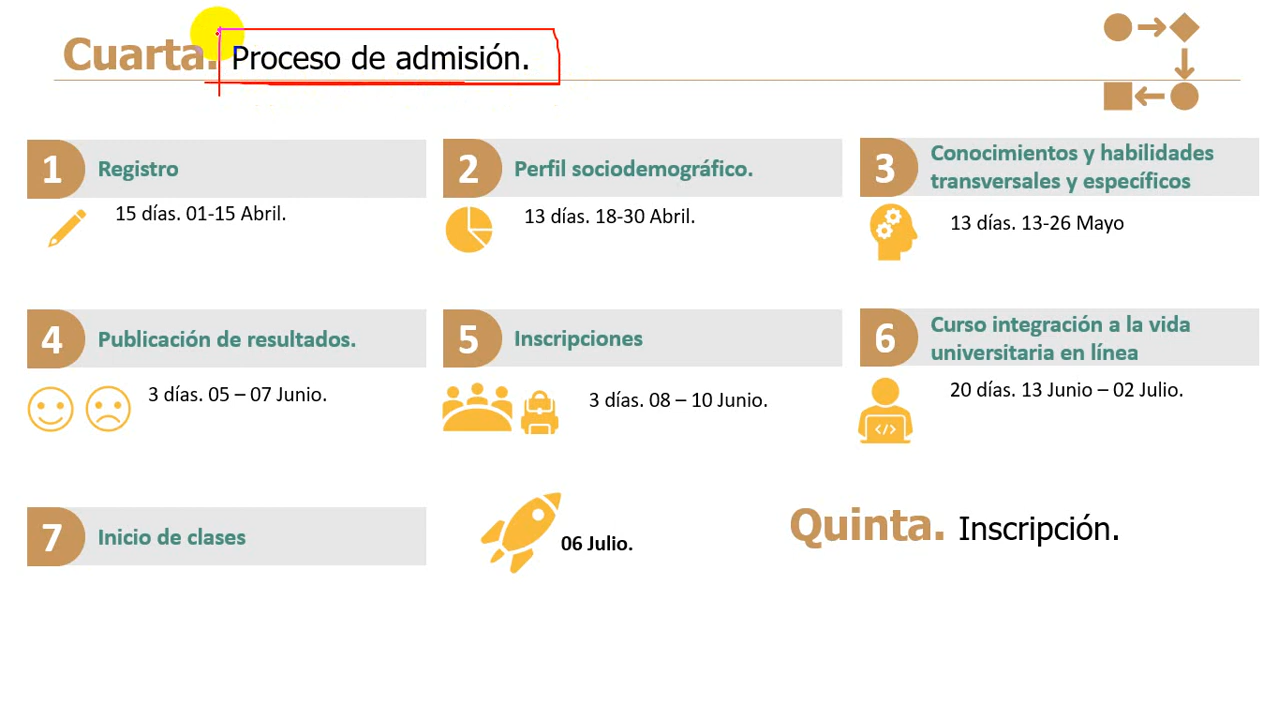 Cuarta. Proceso de admisión.
1 Registro
15 días. 01-15 Abril.
2 Perfil sociodemográfico.
13 días. 18-30 Abril.
3 Conocimientos y habilidades
transversales y específicos
13 días. 13-26 Mayo
4 Publicación de resultados.
3 días. 05 – 07 Junio.
5 Inscripciones
3 días. 08 – 10 Junio.
6 Curso integración a la vida
universitaria en línea
20 días. 13 Junio – 02 Julio.
</>
7 Inicio de clases
06 Julio.
Quinta. Inscripción.